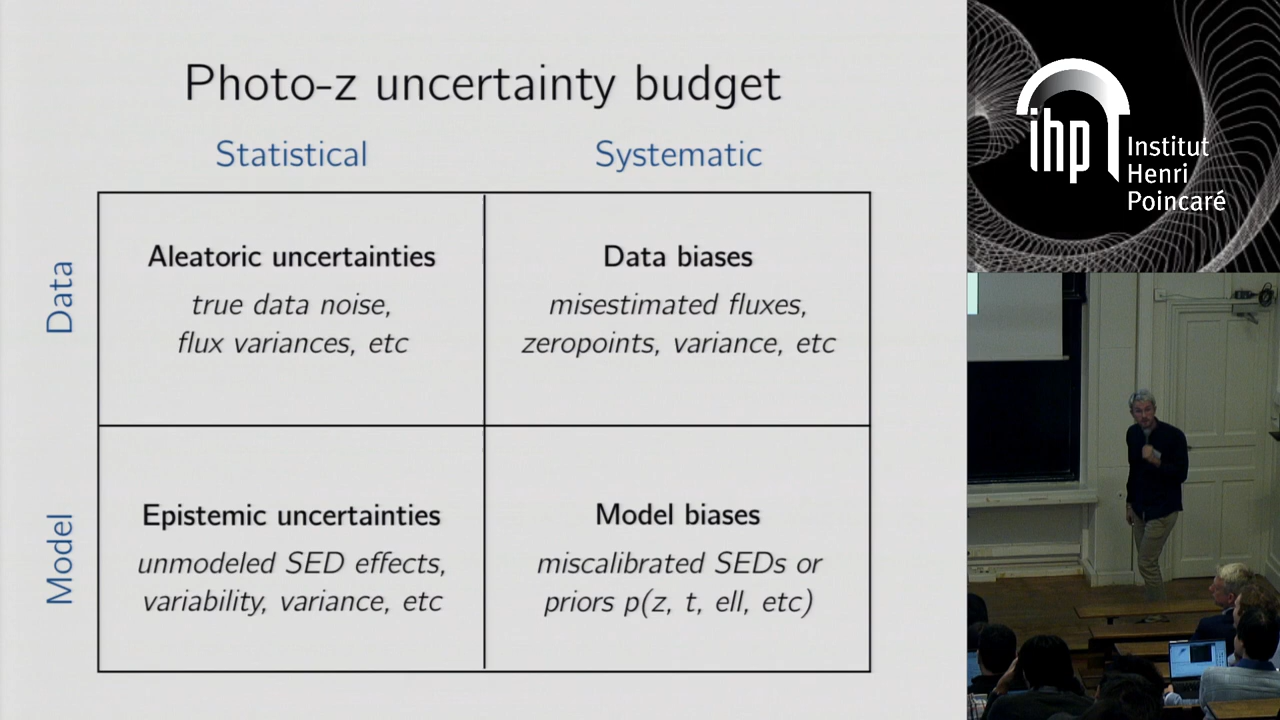 Photo-z uncertainty budget
Statistical
Systematic
Data
Aleatoric uncertainties
true data noise,
flux variances, etc
Data biases
misestimated fluxes,
zeropoints, variance, etc
Model
Epistemic uncertainties
unmodeled SED effects,
variability, variance, etc
Model biases
miscalibrated SEDs or
priors p(z, t, ell, etc)
ihp
Institut
Henri
Poincaré